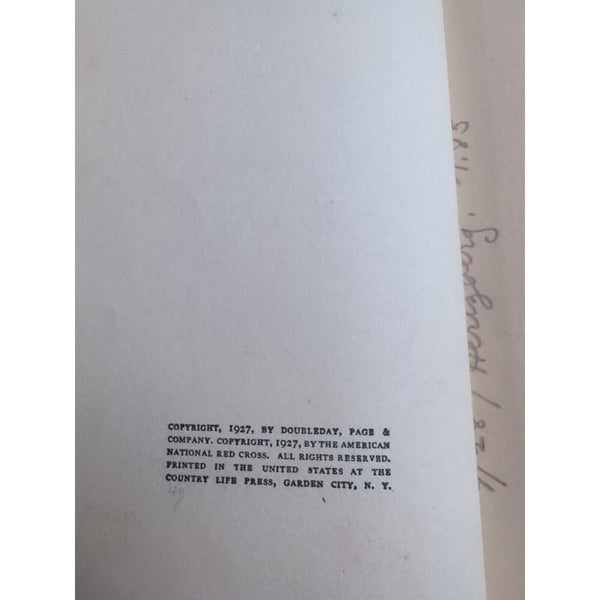 COPYRIGHT, 1927, BY DOUBLEDAY, PAGE &
COMPANY. COPYRIGHT, 1927, BY THE AMERICAN
NATIONAL RED CROSS. ALL RIGHTS RESERVED.
PRINTED IN THE UNITED STATES AT THE
COUNTRY LIFE PRESS, GARDEN CITY, N. Y.